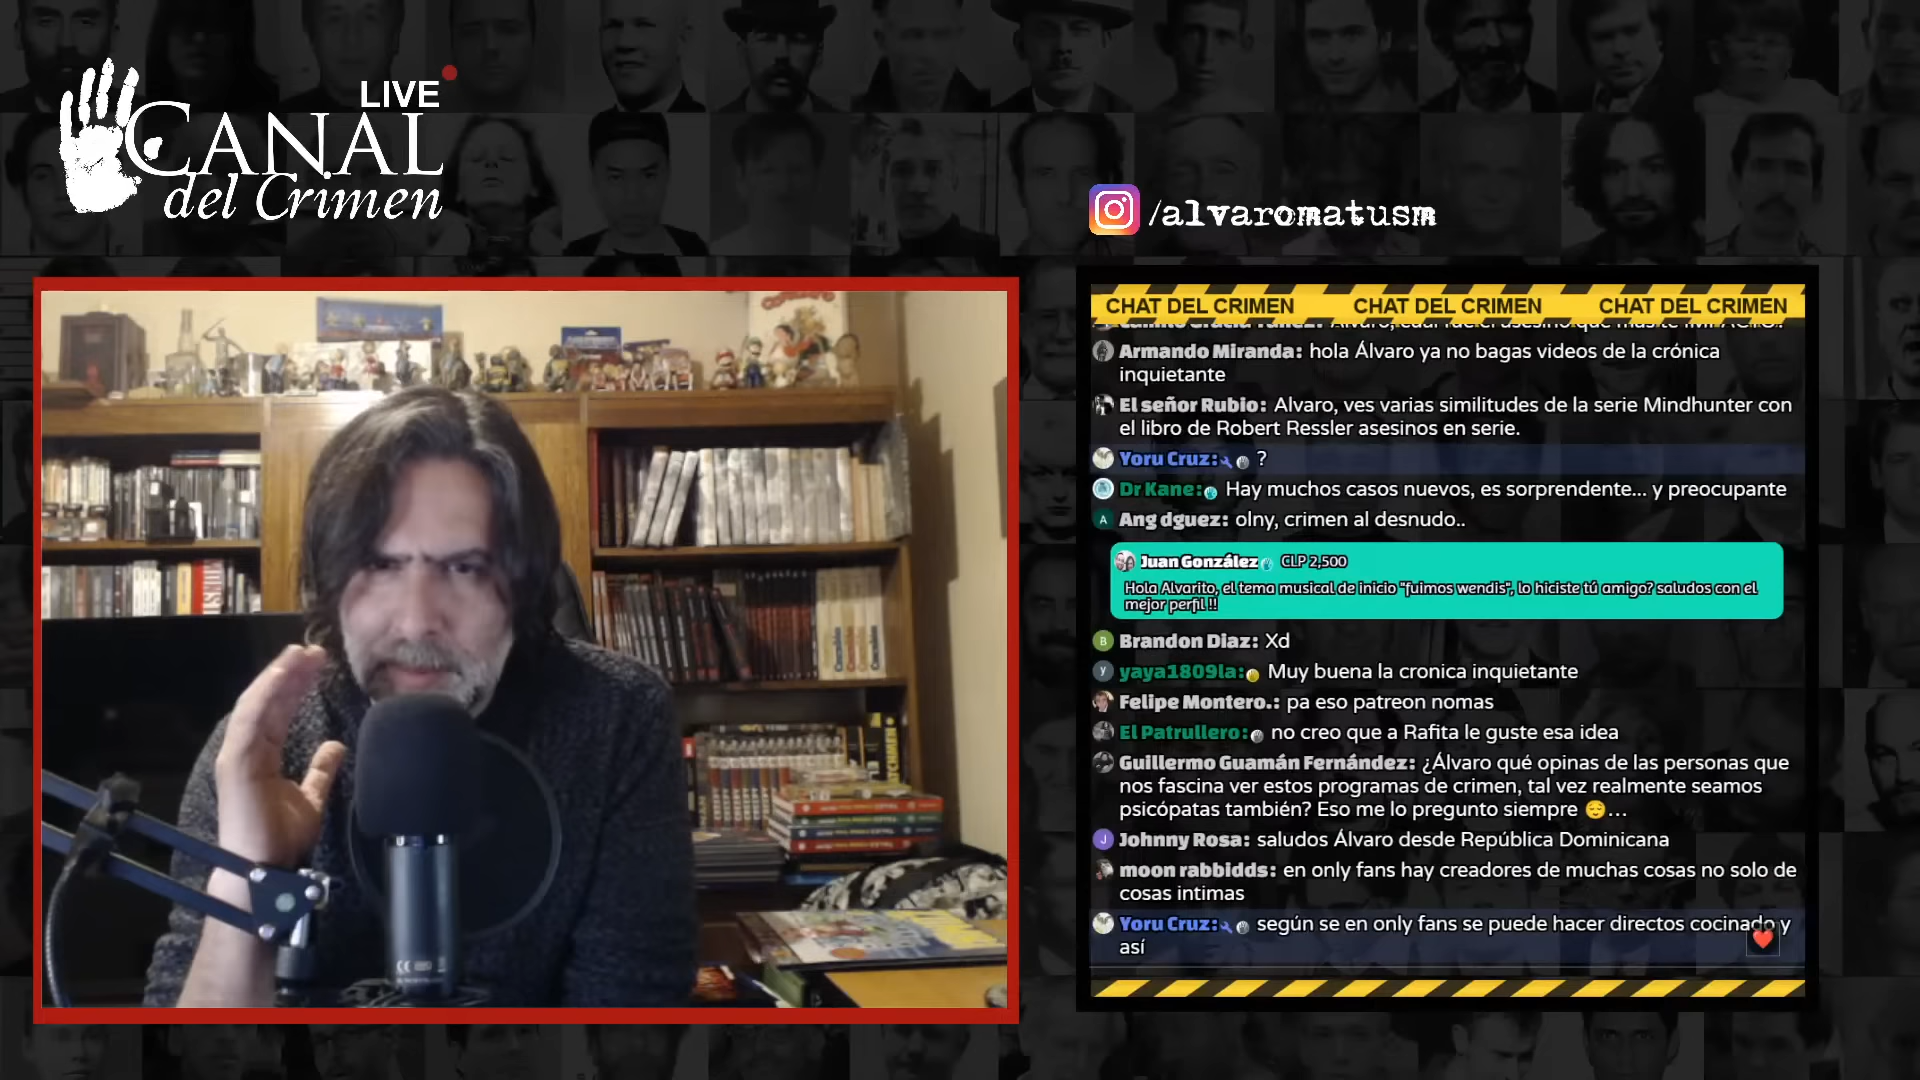 LIVE
CANAL
del Crimen
/alvaromatusm
CHAT DEL CRIMEN CHAT DEL CRIMEN CHAT DEL CRIMEN
Armando Miranda: hola Álvaro ya no bagas videos de la crónica
inquietante
El señor Rubio: Alvaro, ves varias similitudes de la serie Mindhunter con
el libro de Robert Ressler asesinos en serie.
Yoru Cruz: ?
Dr Kane: Hay muchos casos nuevos, es sorprendente... y preocupante
A Ang dguez: olny, crimen al desnudo..
Juan González CLP 2,500
Hola Alvarito, el tema musical de inicio "fuimos wendis", lo hiciste tú amigo? saludos con el
mejor perfil !!
B Brandon Diaz: Xd
y yaya1809la: Muy buena la cronica inquietante
Felipe Montero.: pa eso patreon nomas
El Patrullero: no creo que a Rafita le guste esa idea
Guillermo Guamán Fernández: ¿Álvaro qué opinas de las personas que
nos fascina ver estos programas de crimen, tal vez realmente seamos
psicópatas también? Eso me lo pregunto siempre 😌...
J Johnny Rosa: saludos Álvaro desde República Dominicana
moon rabbidds: en only fans hay creadores de muchas cosas no solo de
cosas intimas
Yoru Cruz: según se en only fans se puede hacer directos cocinado y
así